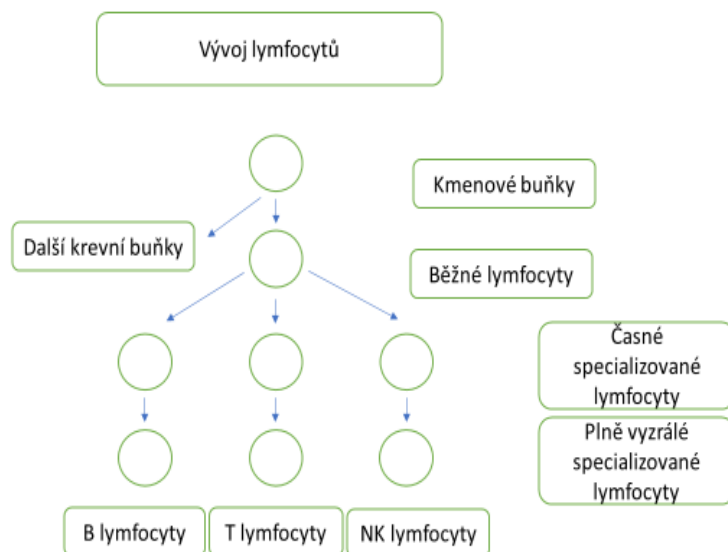 Vývoj lymfocytů
Kmenové buňky
Další krevní buňky
Běžné lymfocyty
Časné
specializované
lymfocyty
Plně vyzrálé
specializované
lymfocyty
B lymfocyty
T lymfocyty
NK lymfocyty